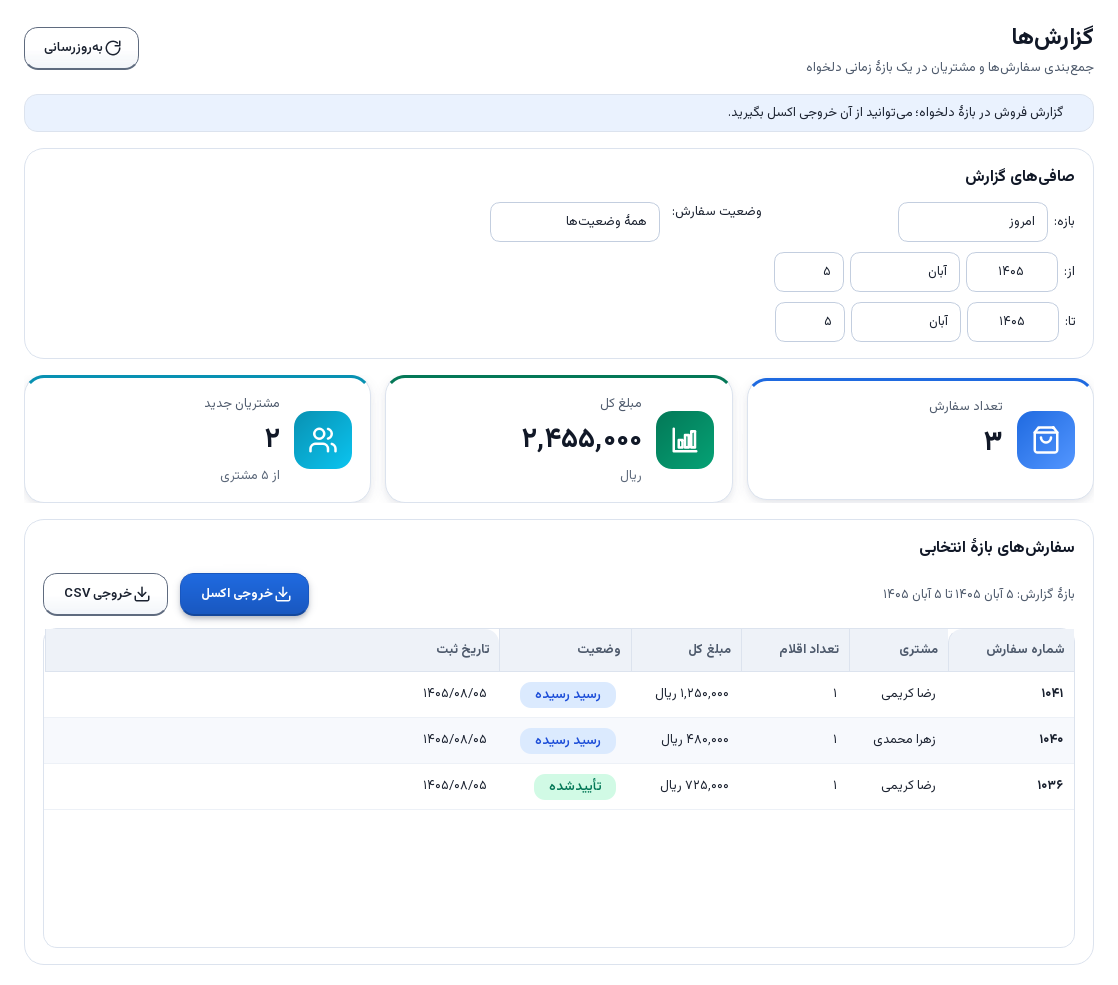 گزارش‌ها
به‌روزرسانی
جمع‌بندی سفارش‌ها و مشتریان در یک بازهٔ زمانی دلخواه
گزارش فروش در بازهٔ دلخواه؛ می‌توانید از آن خروجی اکسل بگیرید.
صافی‌های گزارش
بازه: امروز وضعیت سفارش: همهٔ وضعیت‌ها
از: ۱۴۰۵ آبان ۵
تا: ۱۴۰۵ آبان ۵
تعداد سفارش
۳
مبلغ کل
۲,۴۵۵,۰۰۰
ریال
مشتریان جدید
۲
از ۵ مشتری
سفارش‌های بازهٔ انتخابی
بازهٔ گزارش: ۵ آبان ۱۴۰۵ تا ۵ آبان ۱۴۰۵
خروجی اکسل
خروجی CSV
شماره سفارش مشتری تعداد اقلام مبلغ کل وضعیت تاریخ ثبت
۱۰۴۱ رضا کریمی ۱ ۱,۲۵۰,۰۰۰ ریال رسید رسیده ۱۴۰۵/۰۸/۰۵
۱۰۴۰ زهرا محمدی ۱ ۴۸۰,۰۰۰ ریال رسید رسیده ۱۴۰۵/۰۸/۰۵
۱۰۳۶ رضا کریمی ۱ ۷۲۵,۰۰۰ ریال تأییدشده ۱۴۰۵/۰۸/۰۵